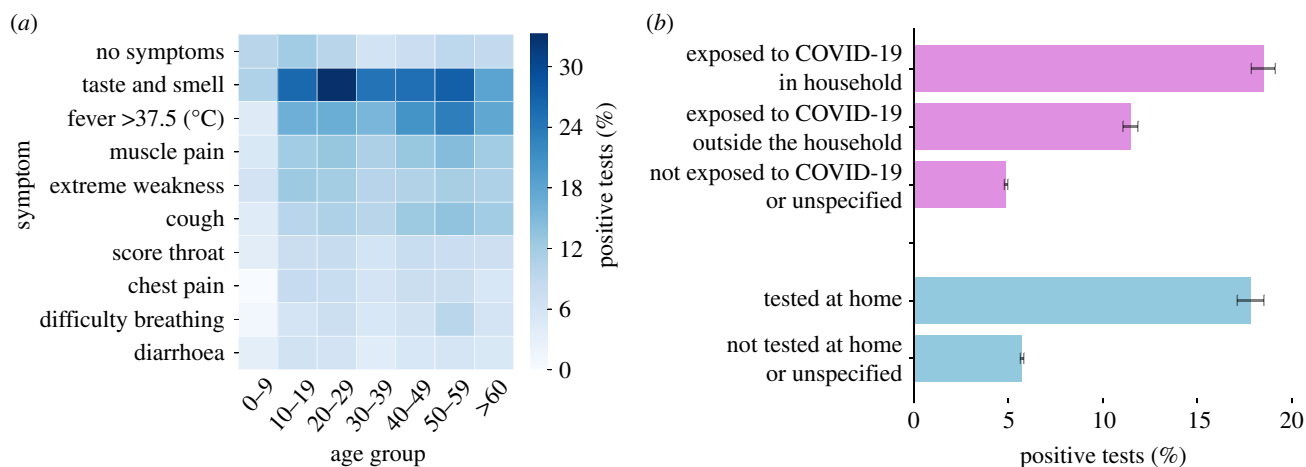 (a)
no symptoms
taste and smell
fever >37.5 (°C)
muscle pain
extreme weakness
cough
score throat
chest pain
difficulty breathing
diarrhoea
symptom
0–9
10–19
20–29
30–39
40–49
50–59
>60
age group
30
24
18
12
6
0
positive tests (%)
(b)
exposed to COVID-19
in household
exposed to COVID-19
outside the household
not exposed to COVID-19
or unspecified
tested at home
not tested at home
or unspecified
0
5
10
15
20
positive tests (%)